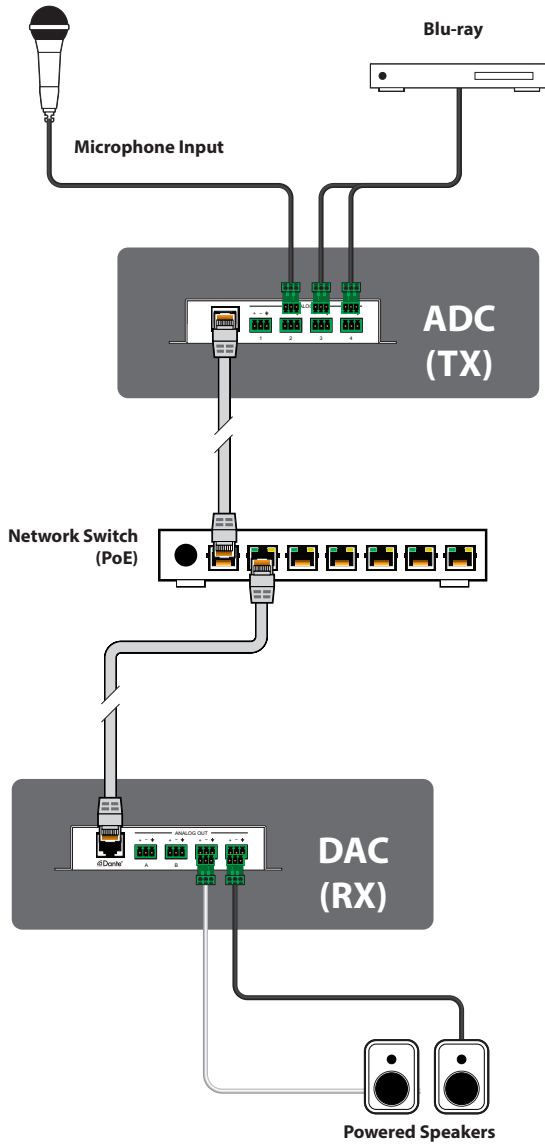 Blu-ray
Microphone Input
+ - ⏚
1 2 3 4
ADC
(TX)
Network Switch
(PoE)
ANALOG OUT
Dante
A B
DAC
(RX)
Powered Speakers